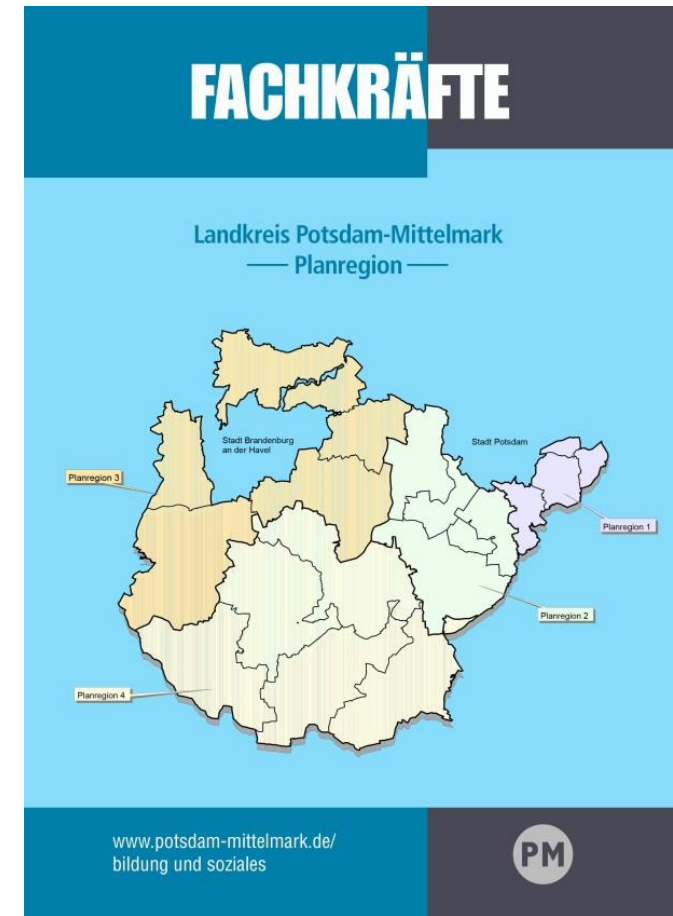 FACHKRÄFTE
Landkreis Potsdam-Mittelmark
Planregion
Stadt Brandenburg
an der Havel
Stadt Potsdam
Planregion 3
Planregion 1
Planregion 2
Planregion 4
www.potsdam-mittelmark.de/
bildung und soziales
PM